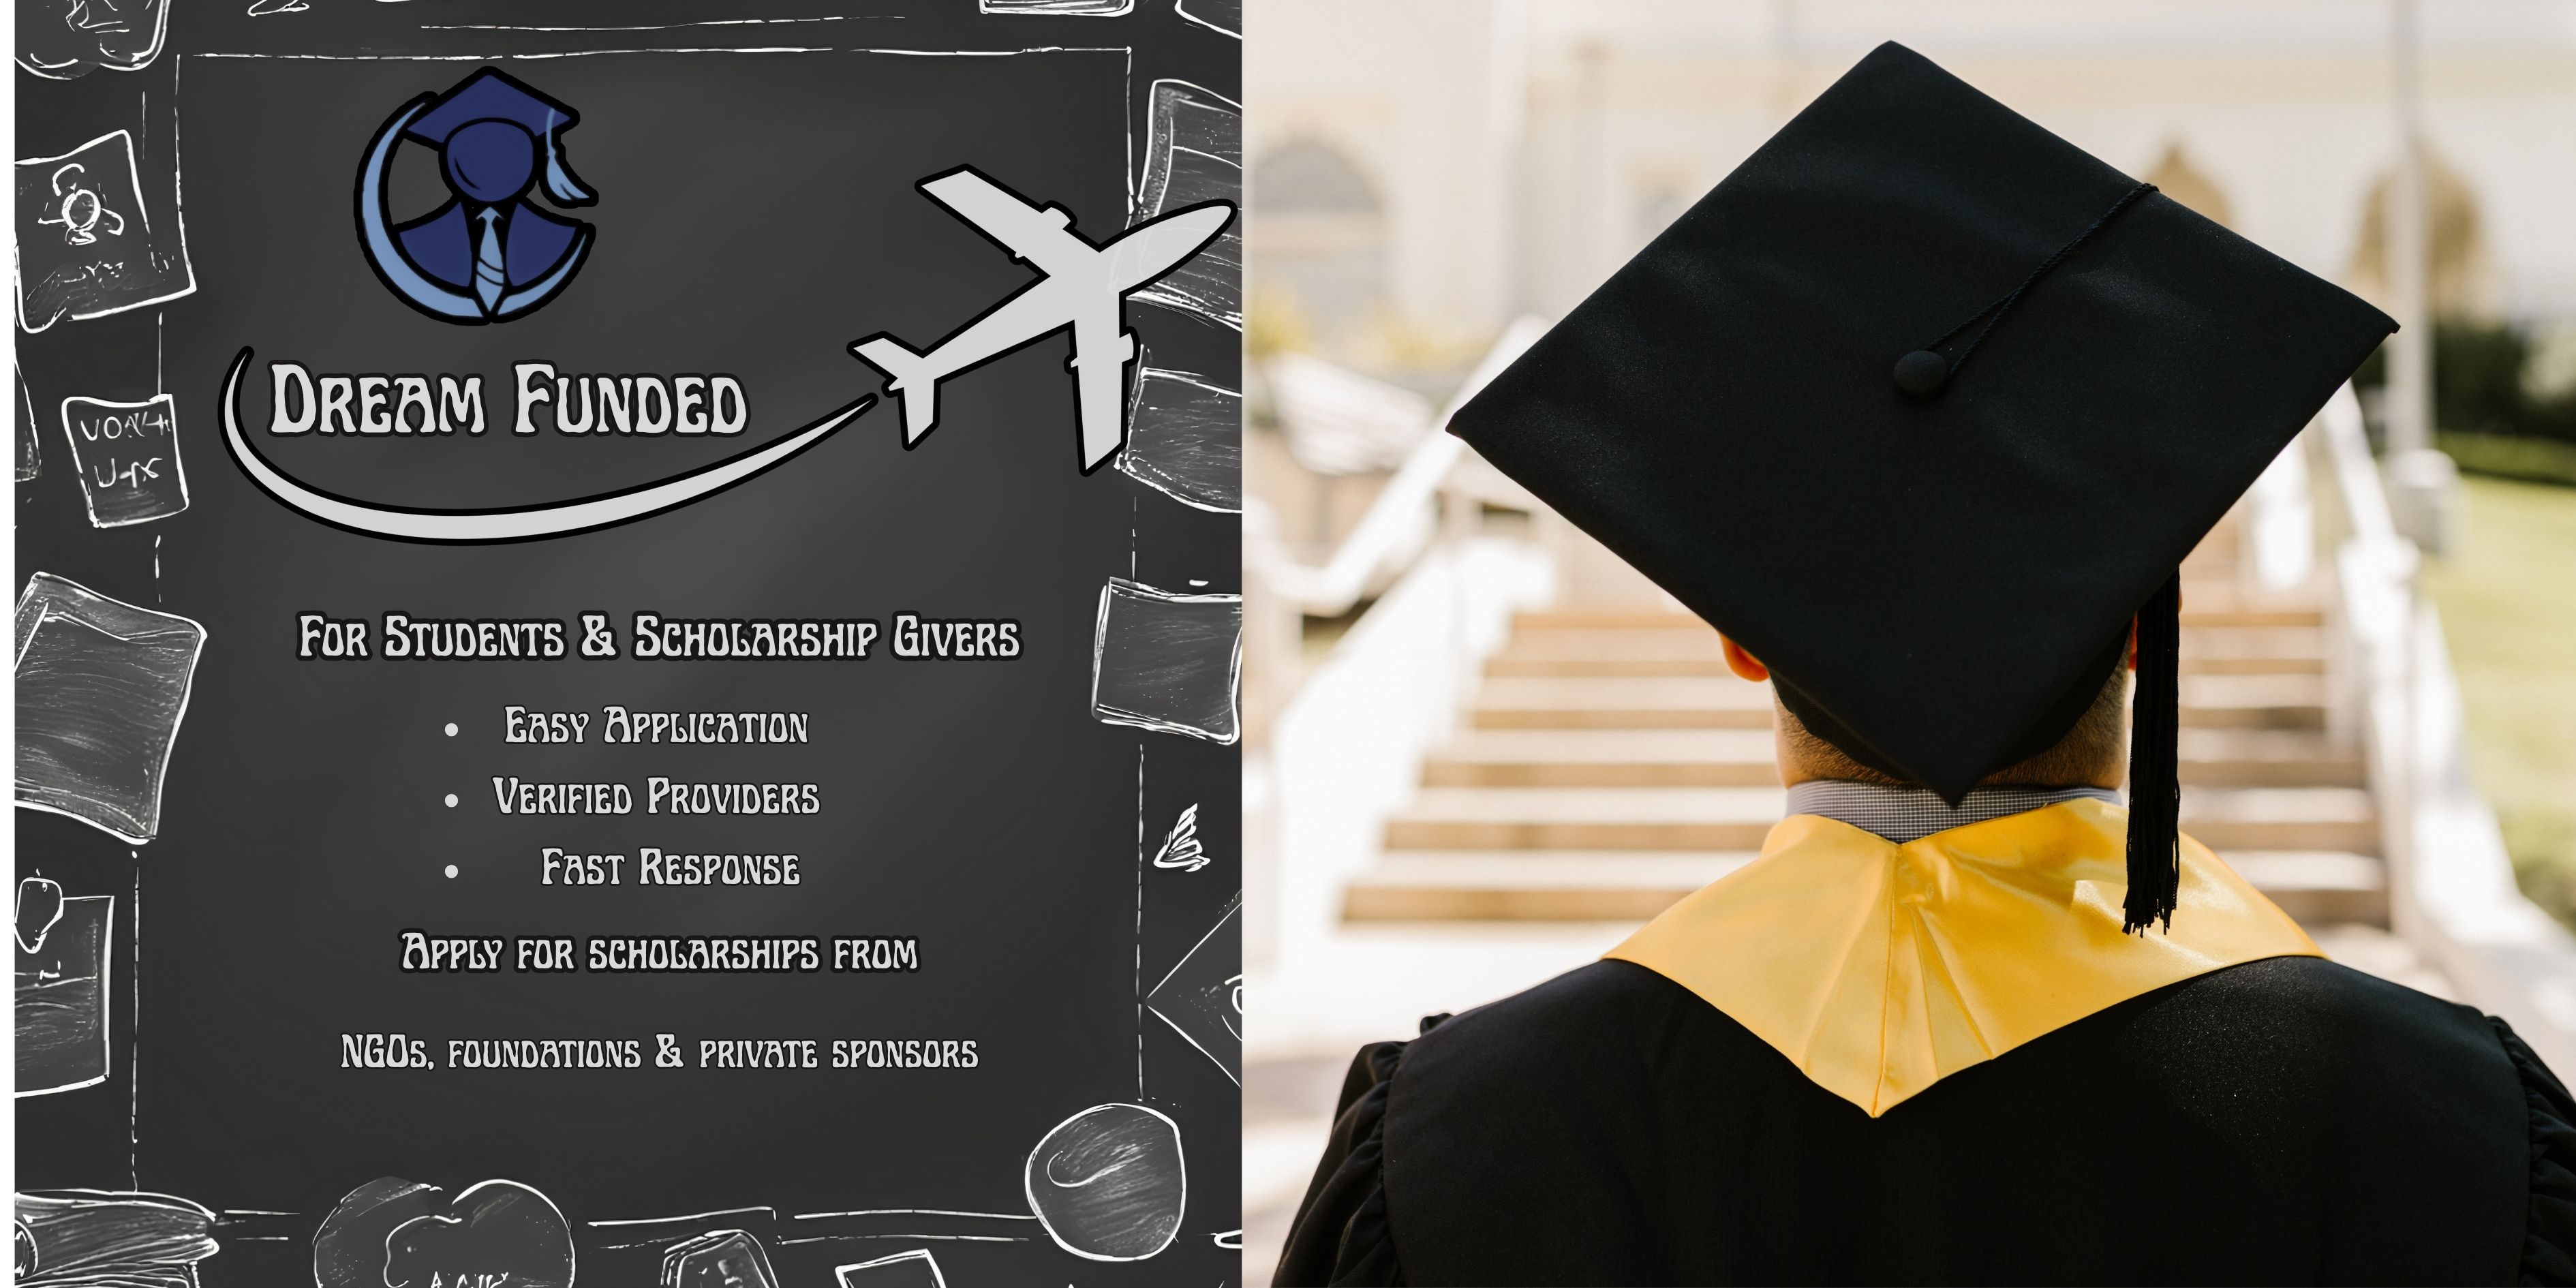 Dream Funded
For Students & Scholarship Givers
• Easy Application
• Verified Providers
• Fast Response
Apply for scholarships from
NGOs, foundations & private sponsors